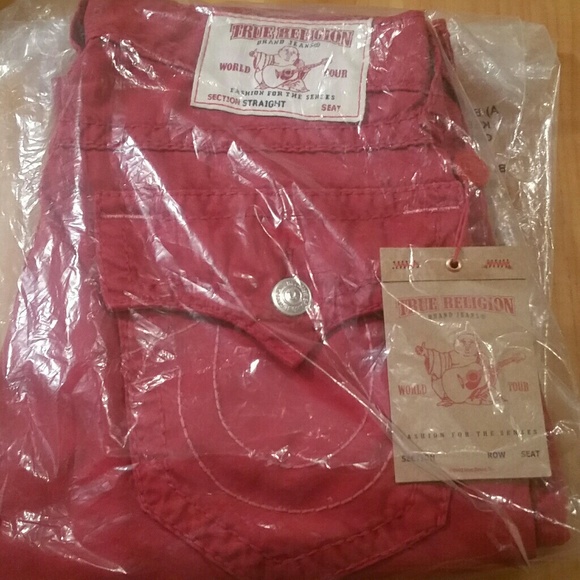 TRUE RELIGION
BRAND JEANS
WORLD TOUR
FASHION FOR THE SENSES
SECTION STRAIGHT SEAT
TRUE RELIGION
BRAND JEANS
WORLD TOUR
FASHION FOR THE SENSES
SECTION ROW SEAT